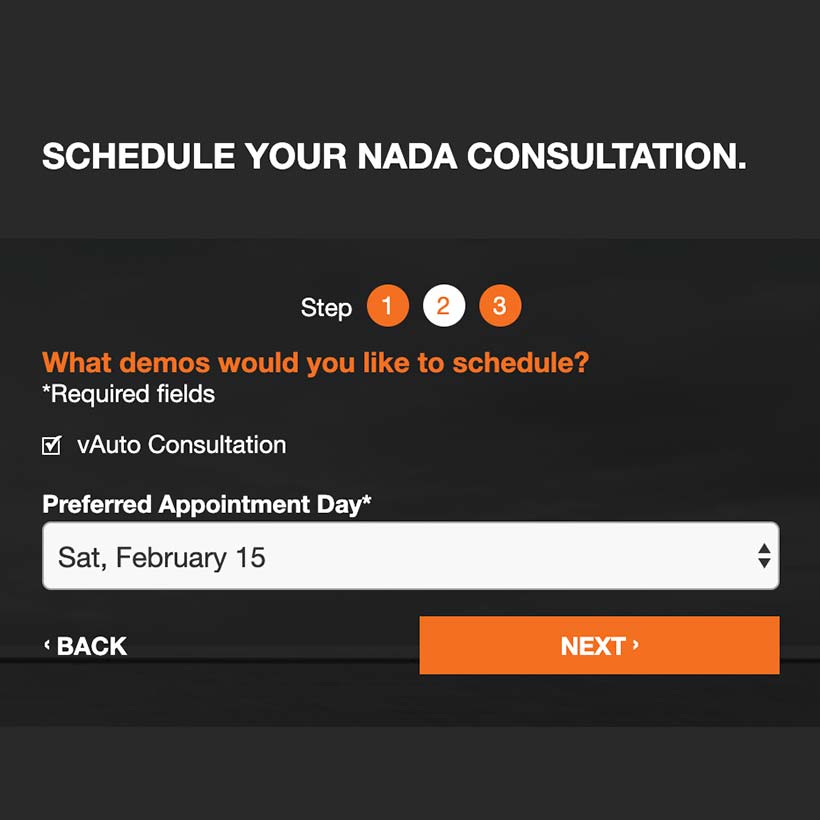 SCHEDULE YOUR NADA CONSULTATION.
Step 1 2 3
What demos would you like to schedule?
*Required fields
vAuto Consultation
Preferred Appointment Day*
Sat, February 15
‹ BACK NEXT ›